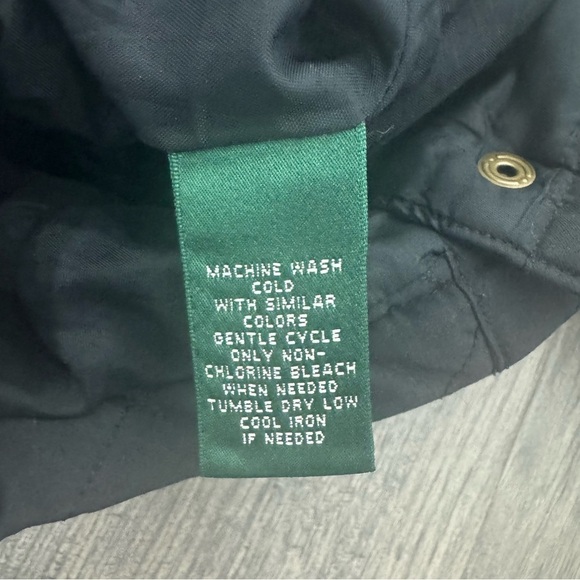 MACHINE WASH
COLD
WITH SIMILAR
COLORS
GENTLE CYCLE
ONLY NON-
CHLORINE BLEACH
WHEN NEEDED
TUMBLE DRY LOW
COOL IRON
IF NEEDED